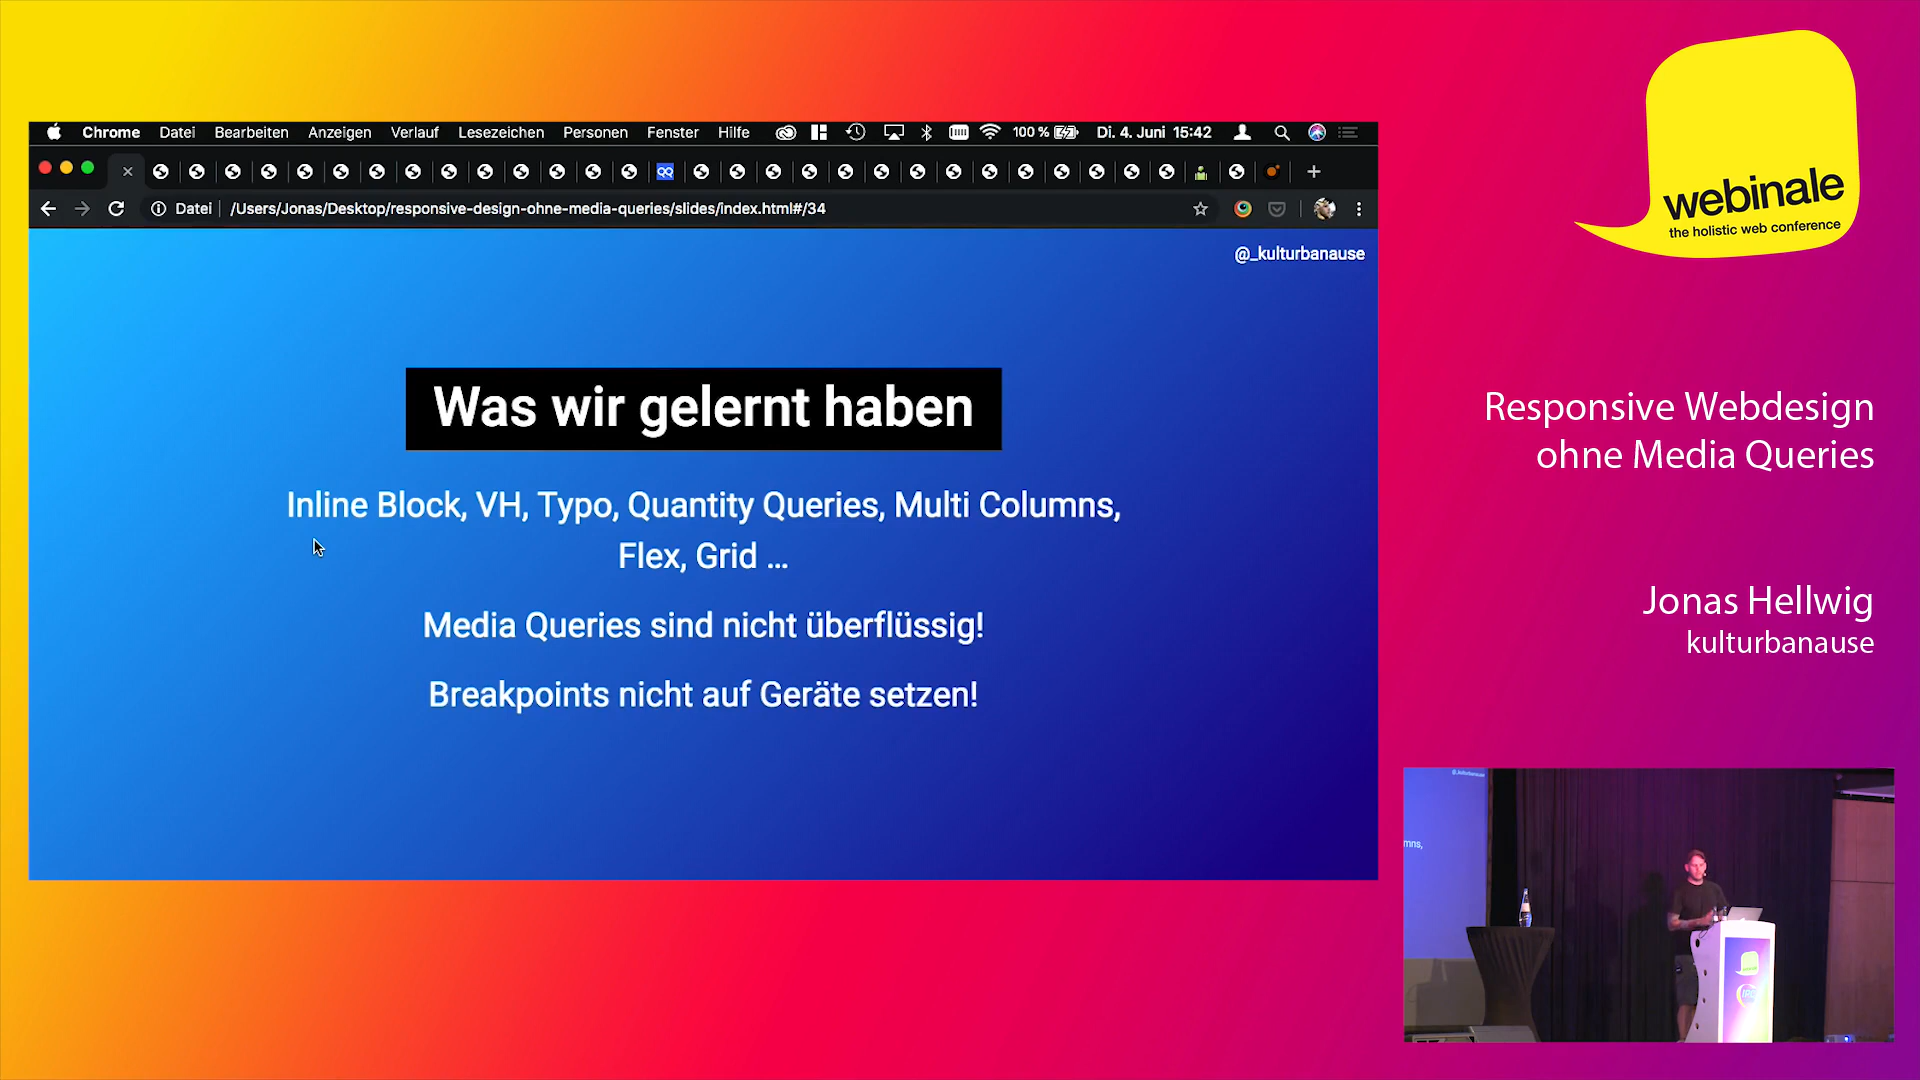 Chrome Datei Bearbeiten Anzeigen Verlauf Lesezeichen Personen Fenster Hilfe 100 % Di. 4. Juni 15:42
QQ
Datei /Users/Jonas/Desktop/responsive-design-ohne-media-queries/slides/index.html#/34
@_kulturbanause
Was wir gelernt haben
Inline Block, VH, Typo, Quantity Queries, Multi Columns,
Flex, Grid ...
Media Queries sind nicht überflüssig!
Breakpoints nicht auf Geräte setzen!
webinale
the holistic web conference
Responsive Webdesign
ohne Media Queries
Jonas Hellwig
kulturbanause
mns,